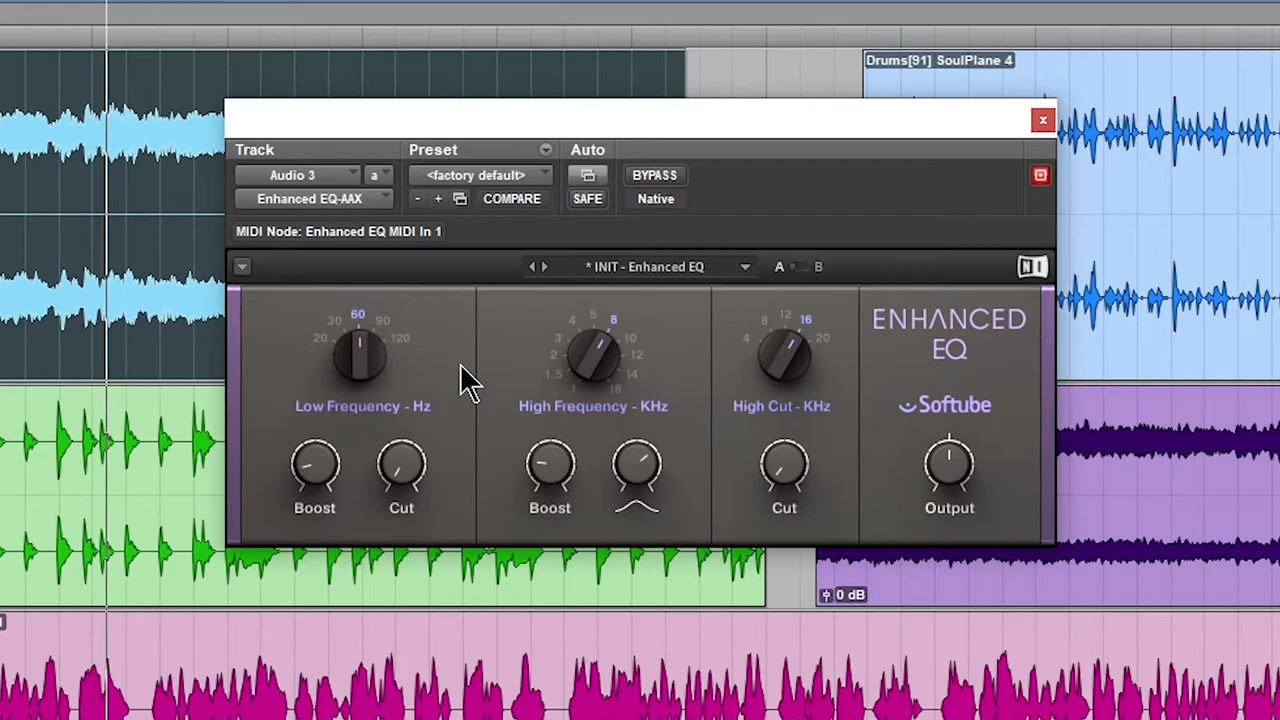 Drums[91] SoulPlane 4
x
Track
Preset
Auto
Audio 3
a
<factory default>
BYPASS
Enhanced EQ-AAX
- +
COMPARE
SAFE
Native
MIDI Node: Enhanced EQ MIDI In 1
* INIT - Enhanced EQ
A
B
NI
20 30 60 90 120
Low Frequency - Hz
Boost
Cut
1 1.5 2 3 4 5 8 10 12 14 16
High Frequency - KHz
Boost
4 8 12 16 20
High Cut - KHz
Cut
ENHANCED
EQ
Softube
Output
0 dB